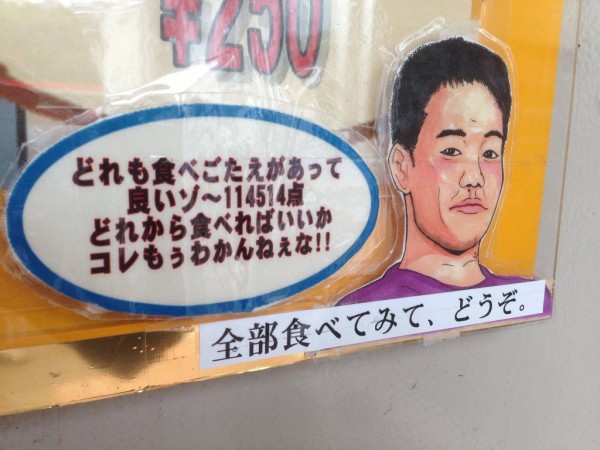 ¥250
どれも食べごたえがあって
良いゾ～114514点
どれから食べればいいか
コレもぅわかんねぇな!!
全部食べてみて、どうぞ。